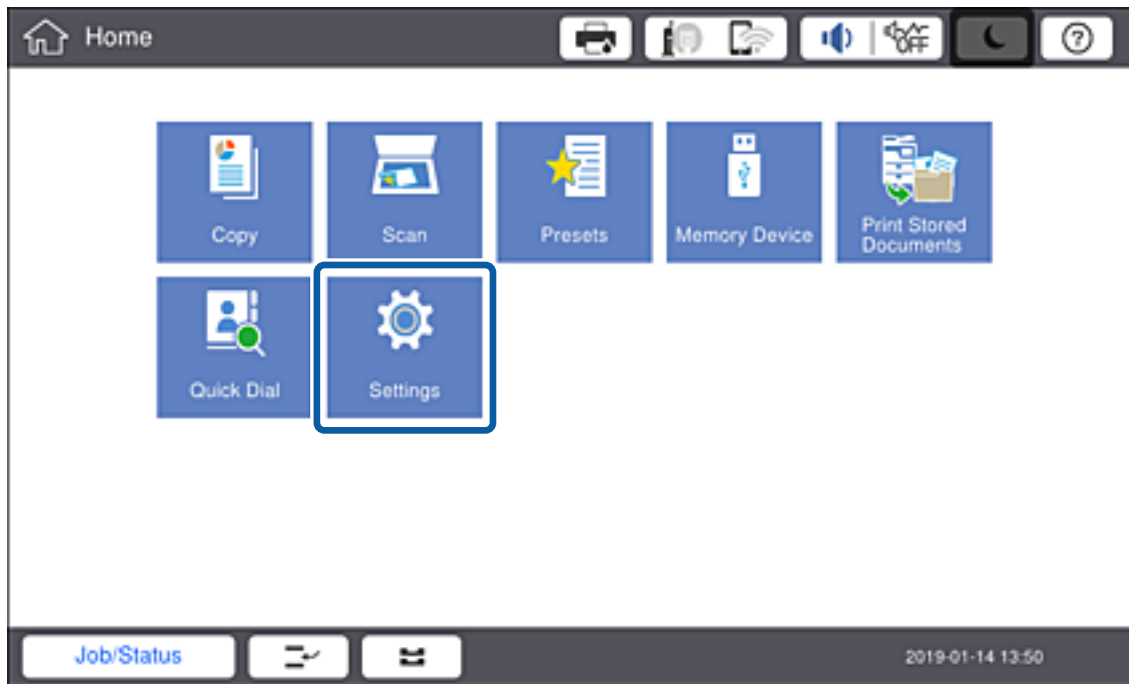 Home
OFF
?
Copy
Scan
Presets
Memory Device
Print Stored
Documents
Quick Dial
Settings
Job/Status
2019-01-14 13:50